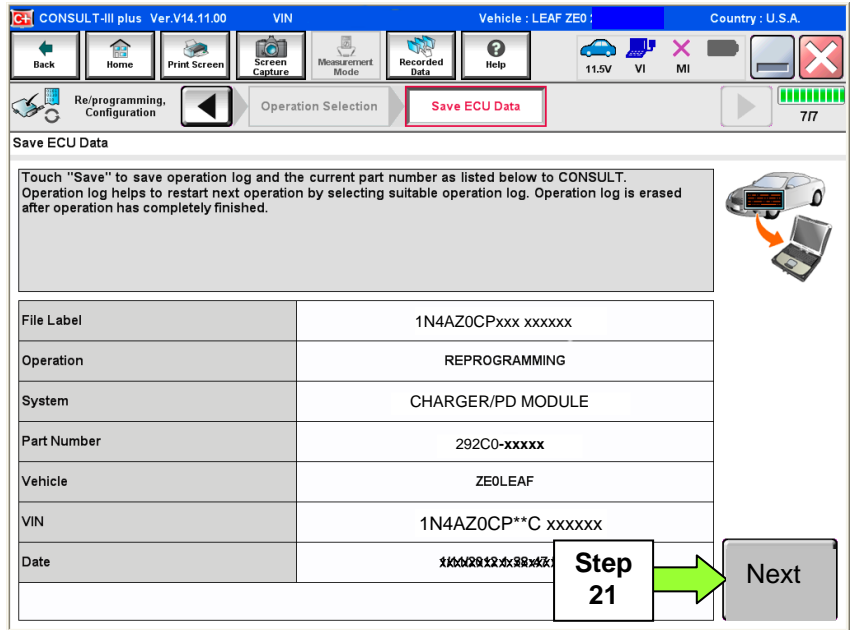 C+ CONSULT-III plus Ver.V14.11.00 VIN Vehicle : LEAF ZE0 Country : U.S.A.
Back Home Print Screen Screen Capture Measurement Mode Recorded Data Help 11.5V VI MI
Re/programming, Configuration Operation Selection Save ECU Data 7/7
Save ECU Data
Touch "Save" to save operation log and the current part number as listed below to CONSULT.
Operation log helps to restart next operation by selecting suitable operation log. Operation log is erased
after operation has completely finished.
File Label 1N4AZ0CPxxx xxxxxx
Operation REPROGRAMMING
System CHARGER/PD MODULE
Part Number 292C0-xxxxx
Vehicle ZE0LEAF
VIN 1N4AZ0CP**C xxxxxx
Date
Step
21
Next